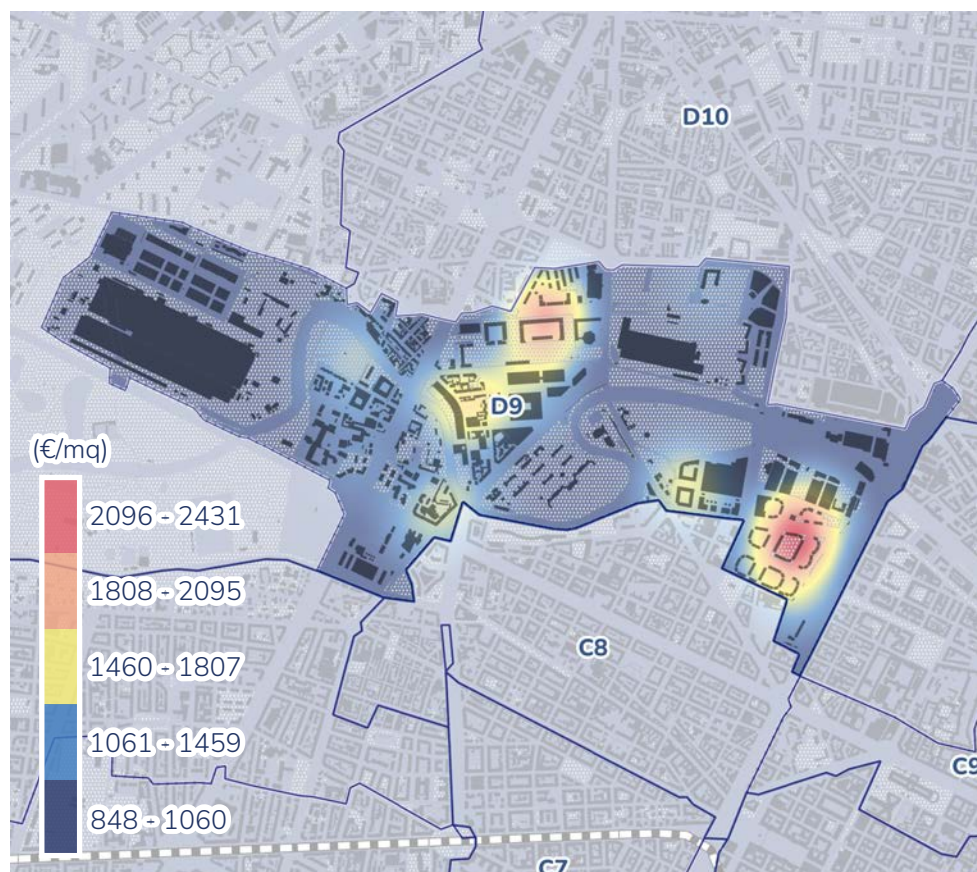 D10
D9
(€/mq)
2096 - 2431
1808 - 2095
1460 - 1807
1061 - 1459
848 - 1060
C8
C9
C7